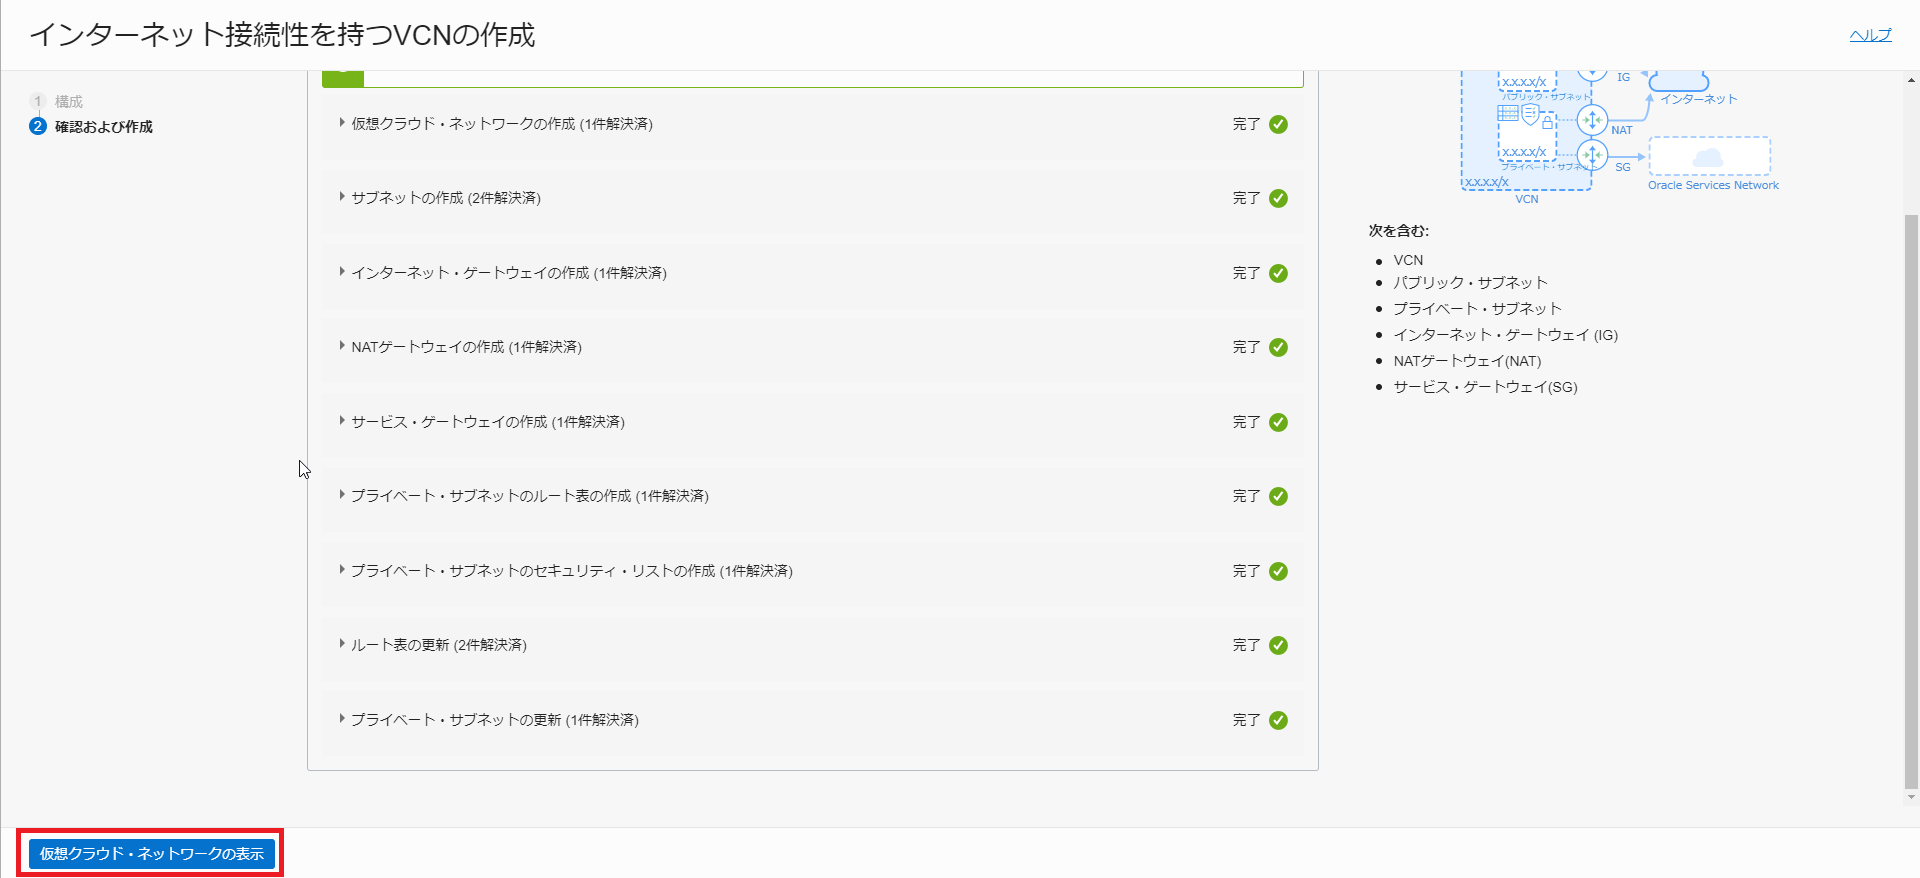 インターネット接続性を持つVCNの作成
ヘルプ
1 構成
2 確認および作成
仮想クラウド・ネットワークの作成 (1件解決済)
完了
サブネットの作成 (2件解決済)
完了
インターネット・ゲートウェイの作成 (1件解決済)
完了
NATゲートウェイの作成 (1件解決済)
完了
サービス・ゲートウェイの作成 (1件解決済)
完了
プライベート・サブネットのルート表の作成 (1件解決済)
完了
プライベート・サブネットのセキュリティ・リストの作成 (1件解決済)
完了
ルート表の更新 (2件解決済)
完了
プライベート・サブネットの更新 (1件解決済)
完了
x.x.x.x/x
IG
パブリック・サブネット
インターネット
NAT
x.x.x.x/x
プライベート・サブネット
SG
x.x.x.x/x
Oracle Services Network
VCN
次を含む:
VCN
パブリック・サブネット
プライベート・サブネット
インターネット・ゲートウェイ (IG)
NATゲートウェイ(NAT)
サービス・ゲートウェイ(SG)
仮想クラウド・ネットワークの表示